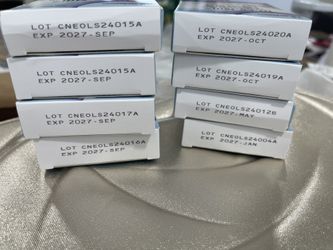 LOT CNEOLS24015A
EXP 2027-SEP
LOT CNEOLS24015A
EXP 2027-SEP
LOT CNEOLS24017A
EXP 2027-SEP
LOT CNEOLS24016A
EXP 2027-SEP
LOT CNEOLS24020A
EXP 2027-OCT
LOT CNEOLS24019A
EXP 2027-OCT
LOT CNEOLS24012B
EXP 2027-MAY
LOT CNEOLS24004A
EXP 2027-JAN